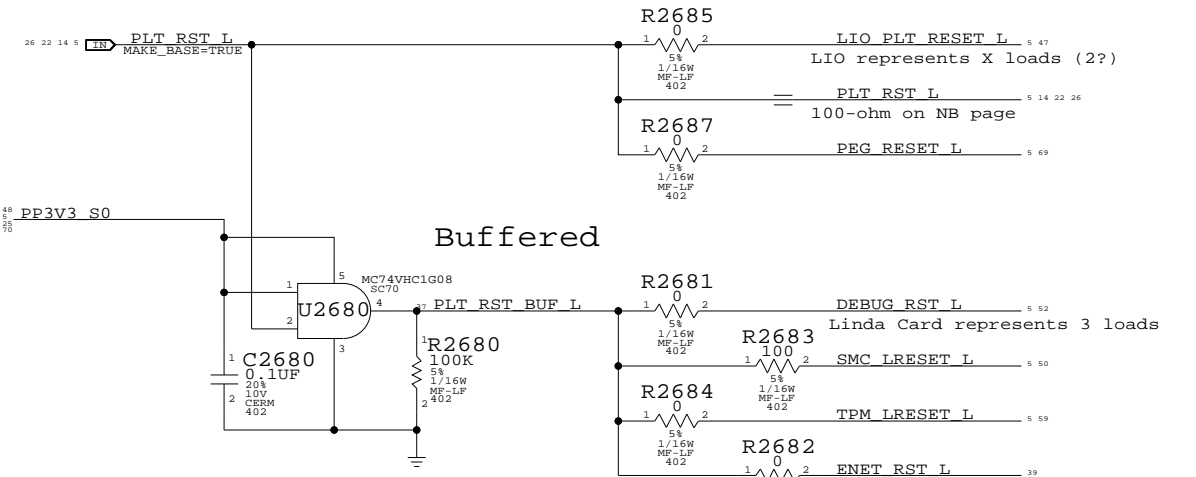 R2685
0
1 2
5%
1/16W
MF-LF
402
26 22 14 5 IN PLT_RST_L
MAKE_BASE=TRUE
LIO_PLT_RESET_L 5 47
LIO represents X loads (2?)
PLT_RST_L 5 14 22 26
100-ohm on NB page
R2687
0
1 2
5%
1/16W
MF-LF
402
PEG_RESET_L 5 69
48
5
25
70
PP3V3_S0
Buffered
5
MC74VHC1G08
SC70
1
U2680
4
2
3
37 PLT_RST_BUF_L
1
C2680
0.1UF
20%
10V
CERM
402
2
1
R2680
100K
5%
1/16W
MF-LF
402
2
R2681
0
1 2
5%
1/16W
MF-LF
402
DEBUG_RST_L 5 52
Linda Card represents 3 loads
R2683
100
1 2
5%
1/16W
MF-LF
402
SMC_LRESET_L 5 50
R2684
0
1 2
5%
1/16W
MF-LF
402
TPM_LRESET_L 5 59
R2682
0
1 2
ENET_RST_L 39